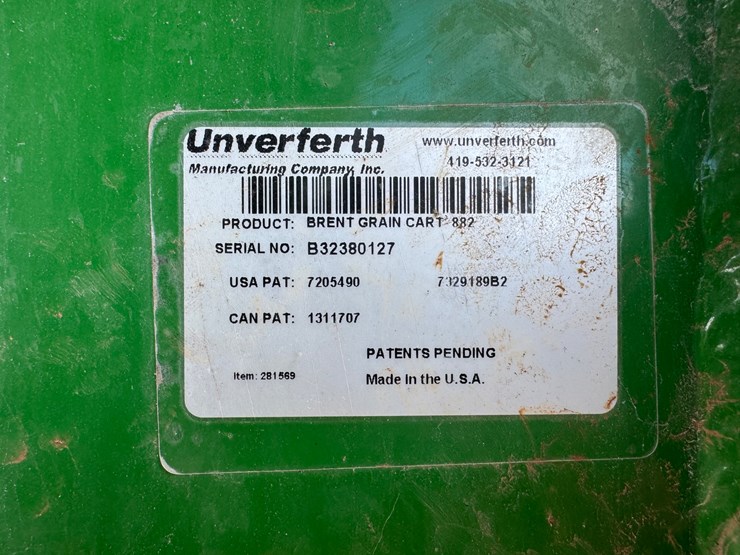 Unverferth www.unverferth.com
Manufacturing Company, Inc. 419-532-3121
PRODUCT: BRENT GRAIN CART 882
SERIAL NO: B32380127
USA PAT: 7205490 7329189B2
CAN PAT: 1311707
PATENTS PENDING
Item: 281569 Made In the U.S.A.